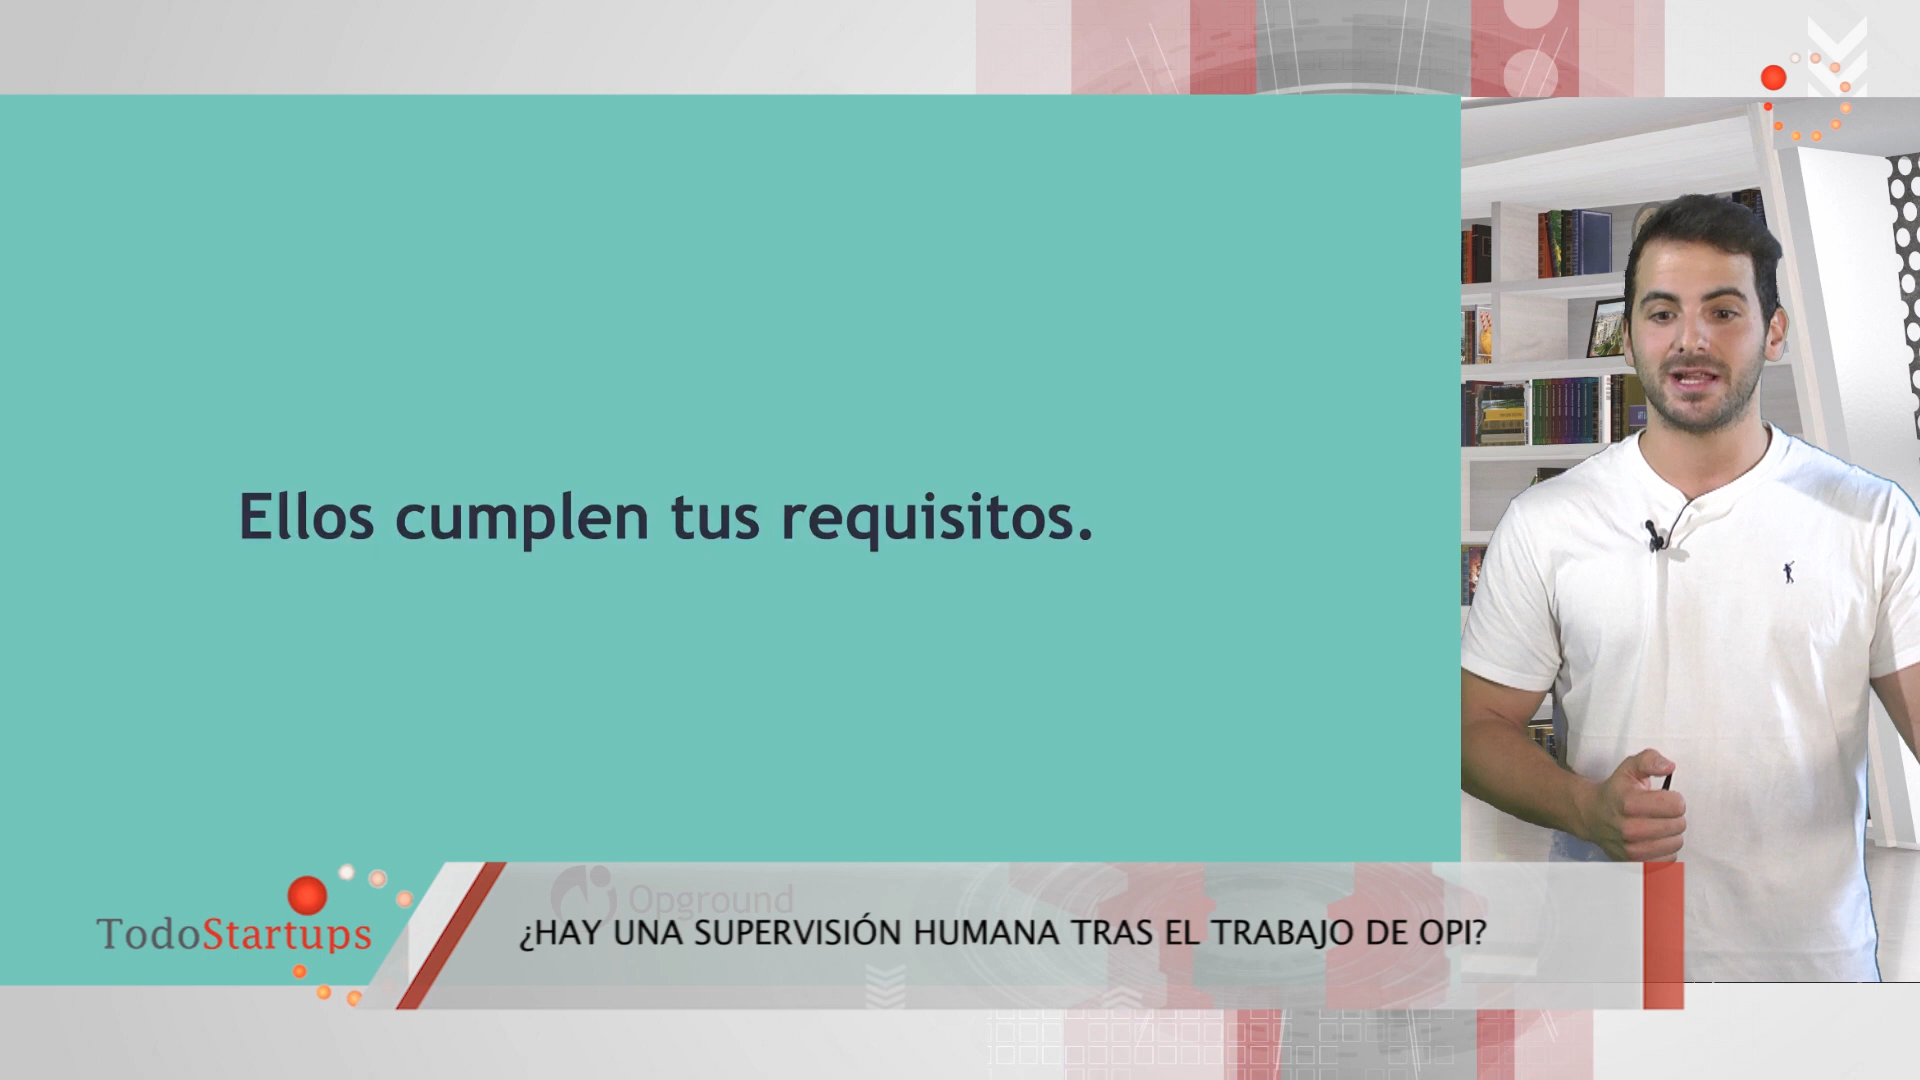 Ellos cumplen tus requisitos.
Opground
TodoStartups
¿HAY UNA SUPERVISIÓN HUMANA TRAS EL TRABAJO DE OPI?